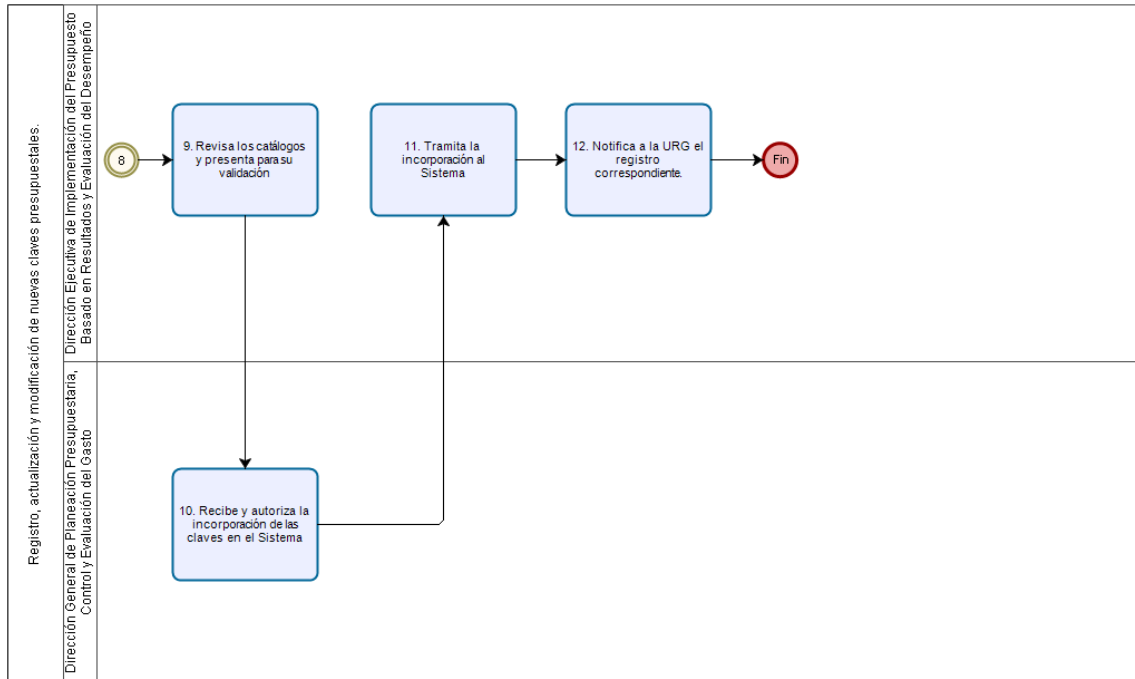 Registro, actualización y modificación de nuevas claves presupuestales.
Dirección Ejecutiva de Implementación del Presupuesto
Basado en Resultados y Evaluación del Desempeño
8
9. Revisa los catálogos
y presenta para su
validación
11. Tramita la
incorporación al
Sistema
12. Notifica a la URG el
registro
correspondiente.
Fin
Dirección General de Planeación Presupuestaria,
Control y Evaluación del Gasto
10. Recibe y autoriza la
incorporación de las
claves en el Sistema